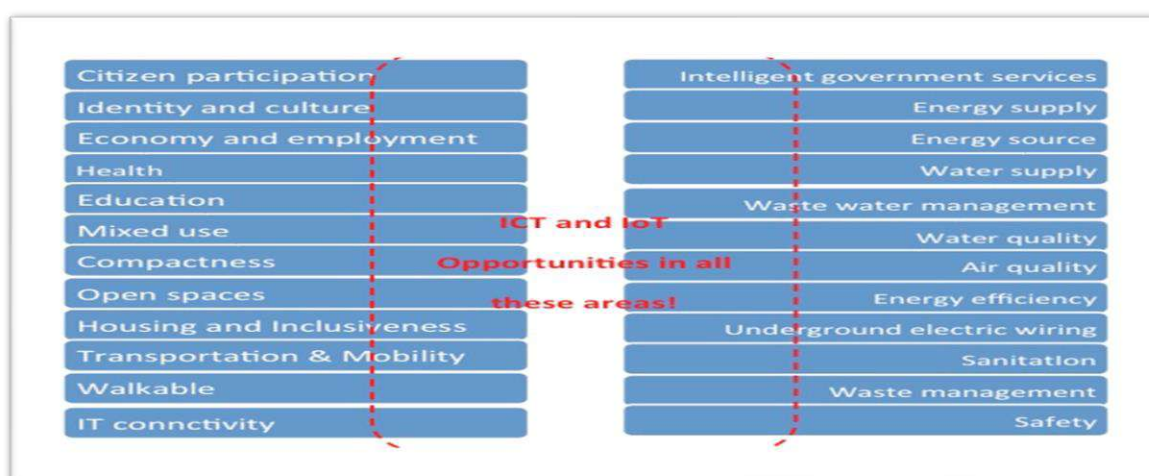 Citizen participation
Identity and culture
Economy and employment
Health
Education
Mixed use
Compactness
Open spaces
Housing and Inclusiveness
Transportation & Mobility
Walkable
IT connctivity
ICT and IoT
Opportunities in all
these areas!
Intelligent government services
Energy supply
Energy source
Water supply
Waste water management
Water quality
Air quality
Energy efficiency
Underground electric wiring
Sanitation
Waste management
Safety